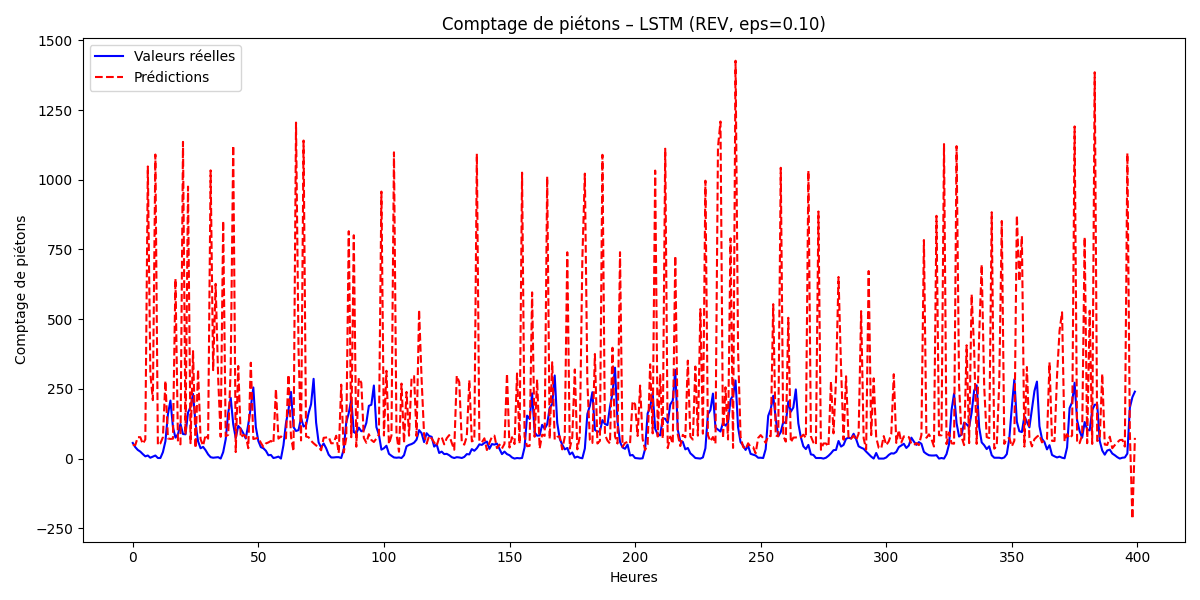 Comptage de piétons – LSTM (REV, eps=0.10)
Valeurs réelles
Prédictions
1500
1250
1000
750
500
250
0
−250
Comptage de piétons
0 50 100 150 200 250 300 350 400
Heures